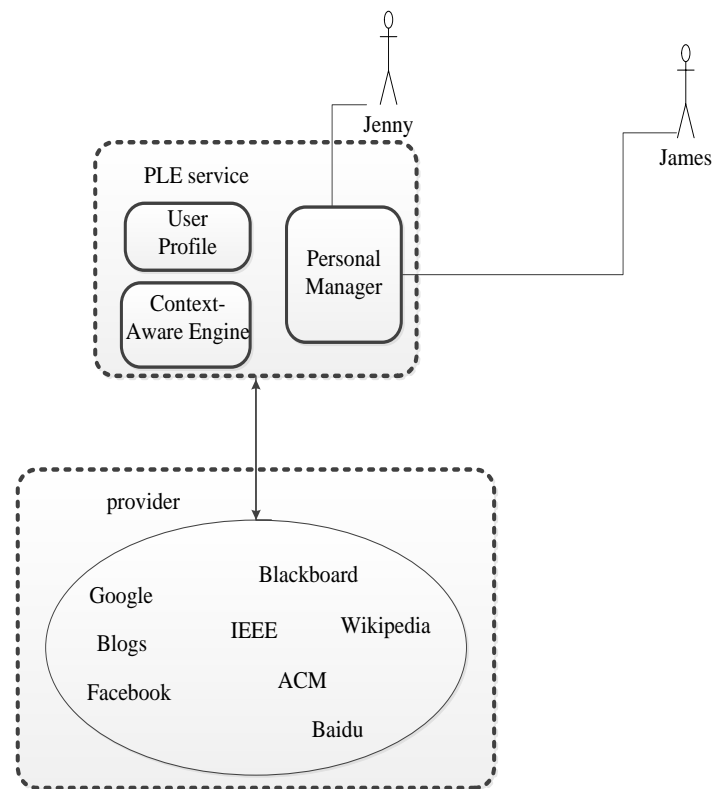 Jenny
James
PLE service
User
Profile
Personal
Manager
Context-
Aware Engine
provider
Blackboard
Google
IEEE
Wikipedia
Blogs
Facebook
ACM
Baidu